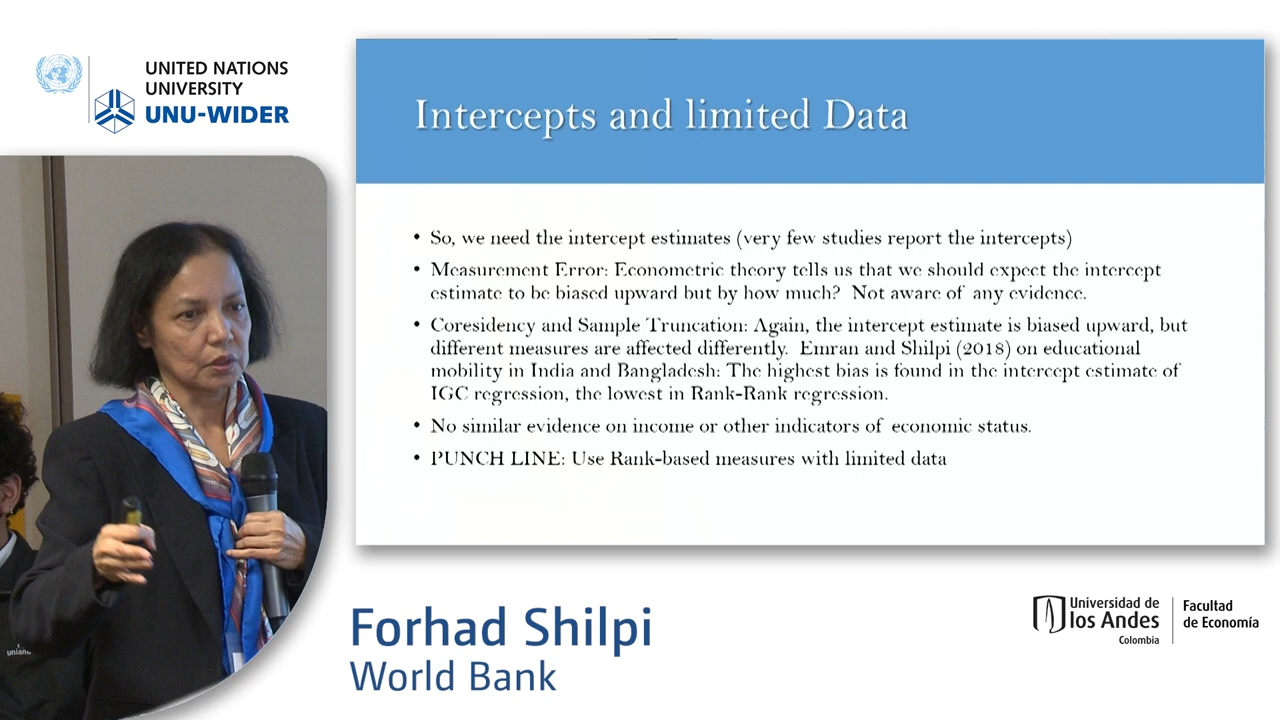 UNITED NATIONS
UNIVERSITY
UNU-WIDER
Intercepts and limited Data
• So, we need the intercept estimates (very few studies report the intercepts)
• Measurement Error: Econometric theory tells us that we should expect the intercept
estimate to be biased upward but by how much? Not aware of any evidence.
• Coresidency and Sample Truncation: Again, the intercept estimate is biased upward, but
different measures are affected differently. Emran and Shilpi (2018) on educational
mobility in India and Bangladesh: The highest bias is found in the intercept estimate of
IGC regression, the lowest in Rank-Rank regression.
• No similar evidence on income or other indicators of economic status.
• PUNCH LINE: Use Rank-based measures with limited data
Forhad Shilpi
World Bank
Universidad de
los Andes
Colombia
Facultad
de Economía